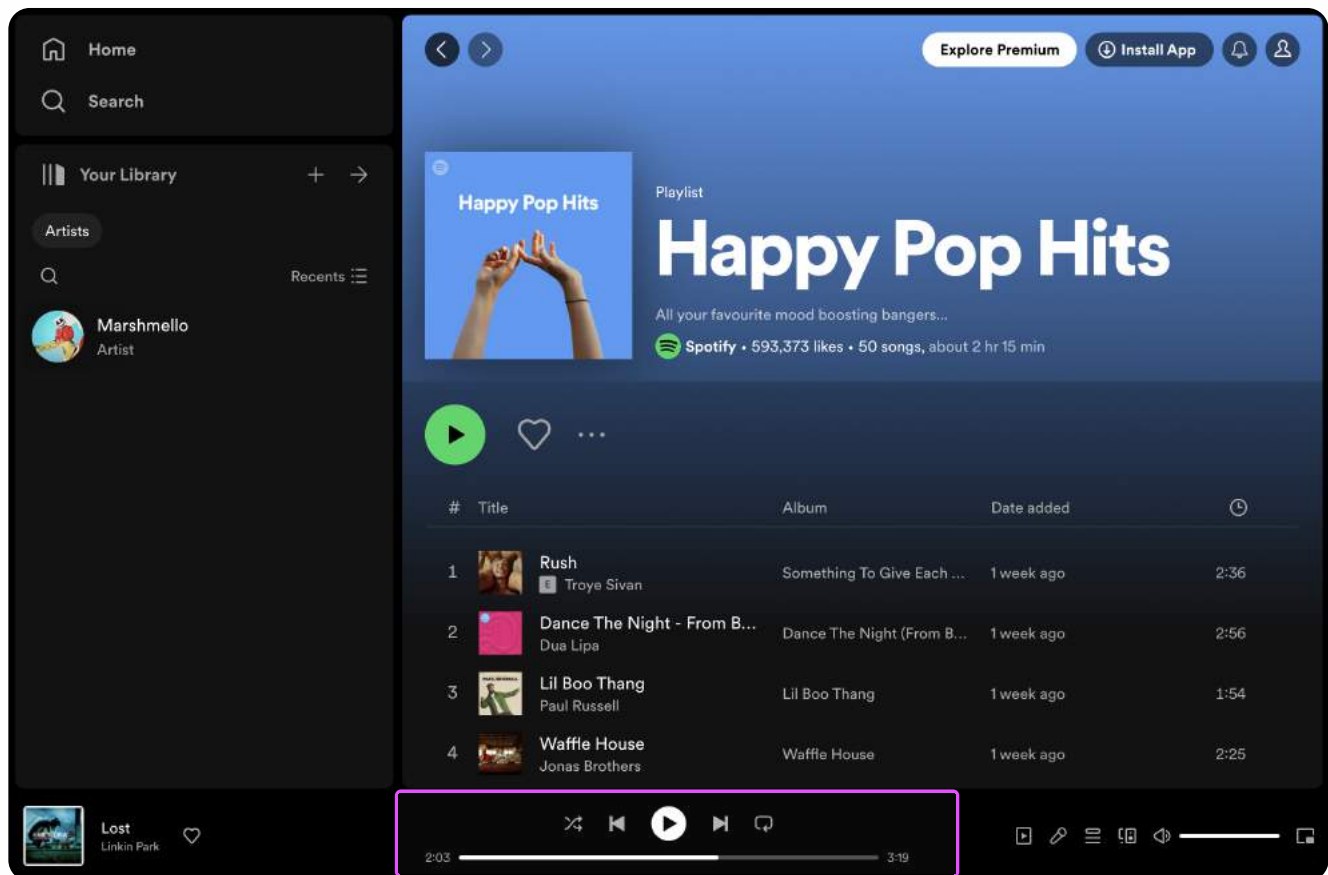 Home
Search
Your Library
Artists
Recents
Marshmello
Artist
Explore Premium
Install App
Happy Pop Hits
Playlist
Happy Pop Hits
All your favourite mood boosting bangers...
Spotify • 593,373 likes • 50 songs, about 2 hr 15 min
# Title Album Date added
1 Rush Something To Give Each ... 1 week ago 2:36
E Troye Sivan
2 Dance The Night - From B... Dance The Night (From B... 1 week ago 2:56
Dua Lipa
3 Lil Boo Thang Lil Boo Thang 1 week ago 1:54
Paul Russell
4 Waffle House Waffle House 1 week ago 2:25
Jonas Brothers
Lost
Linkin Park
2:03 3:19